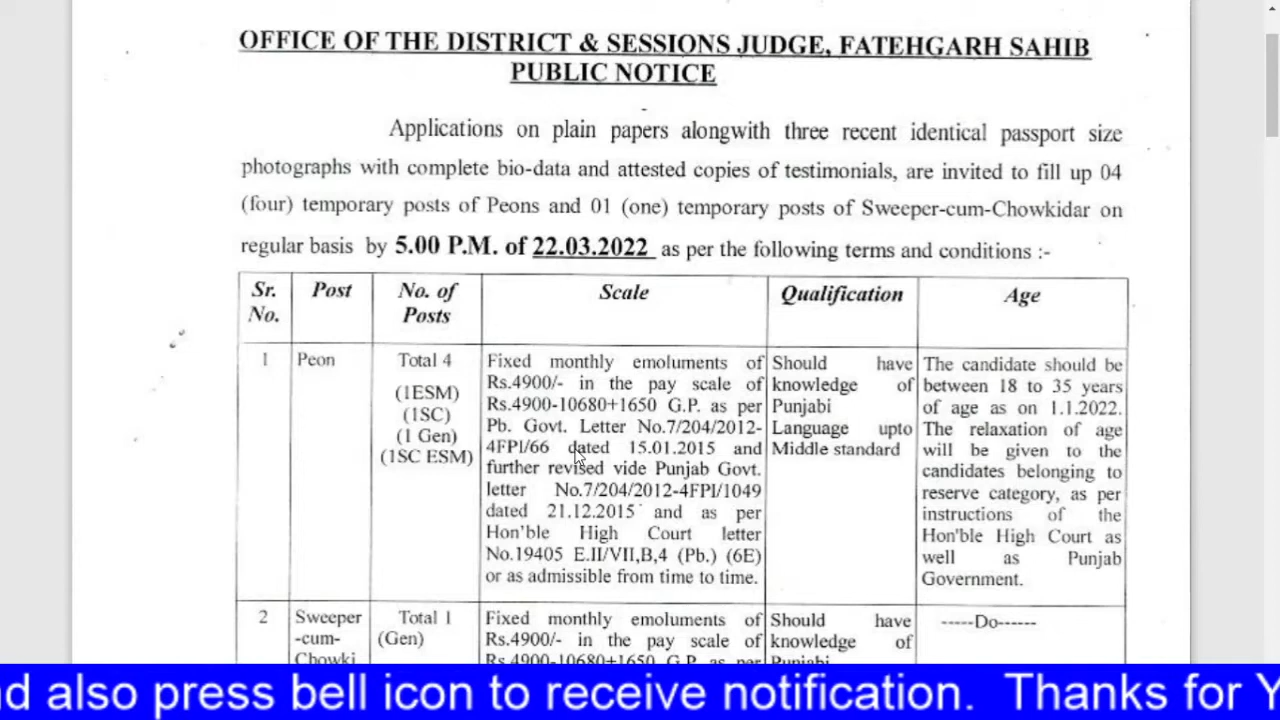 OFFICE OF THE DISTRICT & SESSIONS JUDGE, FATEHGARH SAHIB
PUBLIC NOTICE
Applications on plain papers alongwith three recent identical passport size
photographs with complete bio-data and attested copies of testimonials, are invited to fill up 04
(four) temporary posts of Peons and 01 (one) temporary posts of Sweeper-cum-Chowkidar on
regular basis by 5.00 P.M. of 22.03.2022 as per the following terms and conditions :-
Sr. No.
Post
No. of Posts
Scale
Qualification
Age
1
Peon
Total 4
(1ESM)
(1SC)
(1 Gen)
(1SC ESM)
Fixed monthly emoluments of
Rs.4900/- in the pay scale of
Rs.4900-10680+1650 G.P. as per
Pb. Govt. Letter No.7/204/2012-
4FPI/66 dated 15.01.2015 and
further revised vide Punjab Govt.
letter No.7/204/2012-4FPI/1049
dated 21.12.2015 and as per
Hon'ble High Court letter
No.19405 E.II/VII,B,4 (Pb.) (6E)
or as admissible from time to time.
Should have
knowledge of
Punjabi
Language upto
Middle standard
The candidate should be
between 18 to 35 years
of age as on 1.1.2022.
The relaxation of age
will be given to the
candidates belonging to
reserve category, as per
instructions of the
Hon'ble High Court as
well as Punjab
Government.
2
Sweeper
-cum-
Chowki
Total 1
(Gen)
Fixed monthly emoluments of
Rs.4900/- in the pay scale of
Rs.4900-10680+1650 G.P. as per
Should have
knowledge of
Punjabi
-----Do------
nd also press bell icon to receive notification. Thanks for Y